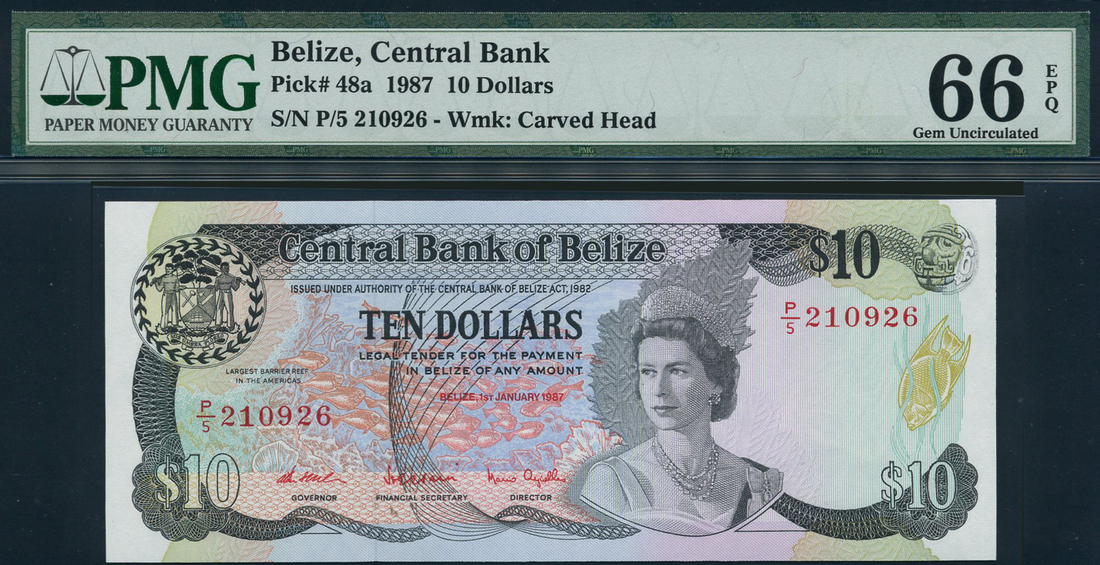 PMG
PAPER MONEY GUARANTY
Belize, Central Bank
Pick# 48a 1987 10 Dollars
S/N P/5 210926 - Wmk: Carved Head
66
EPQ
Gem Uncirculated
Central Bank of Belize
$10
ISSUED UNDER AUTHORITY OF THE CENTRAL BANK OF BELIZE ACT, 1982
TEN DOLLARS
P/5 210926
LEGAL TENDER FOR THE PAYMENT
IN BELIZE OF ANY AMOUNT
LARGEST BARRIER REEF
IN THE AMERICAS
BELIZE, 1ST JANUARY 1987
P/5 210926
$10
GOVERNOR
FINANCIAL SECRETARY
DIRECTOR
$10